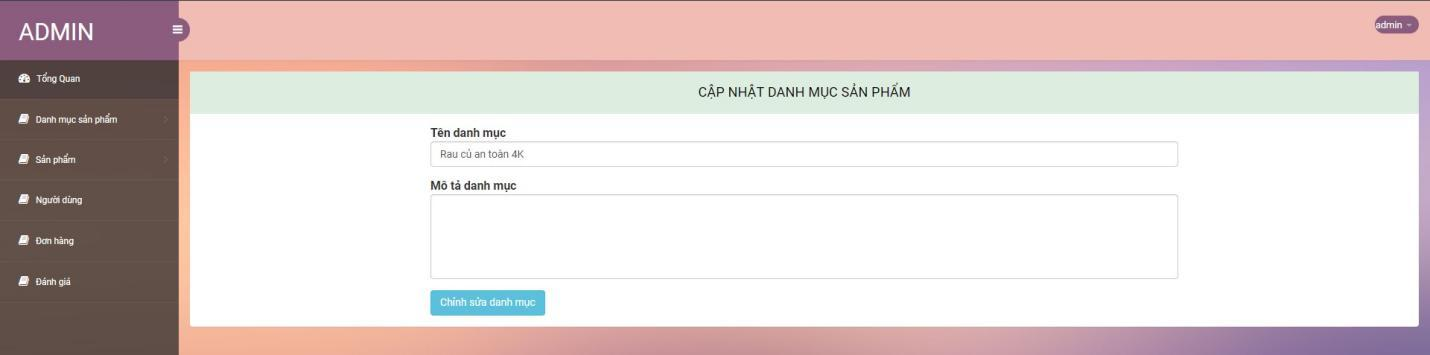 ADMIN
admin
Tổng Quan
Danh mục sản phẩm
Sản phẩm
Người dùng
Đơn hàng
Đánh giá
CẬP NHẬT DANH MỤC SẢN PHẨM
Tên danh mục
Rau củ an toàn 4K
Mô tả danh mục
Chỉnh sửa danh mục